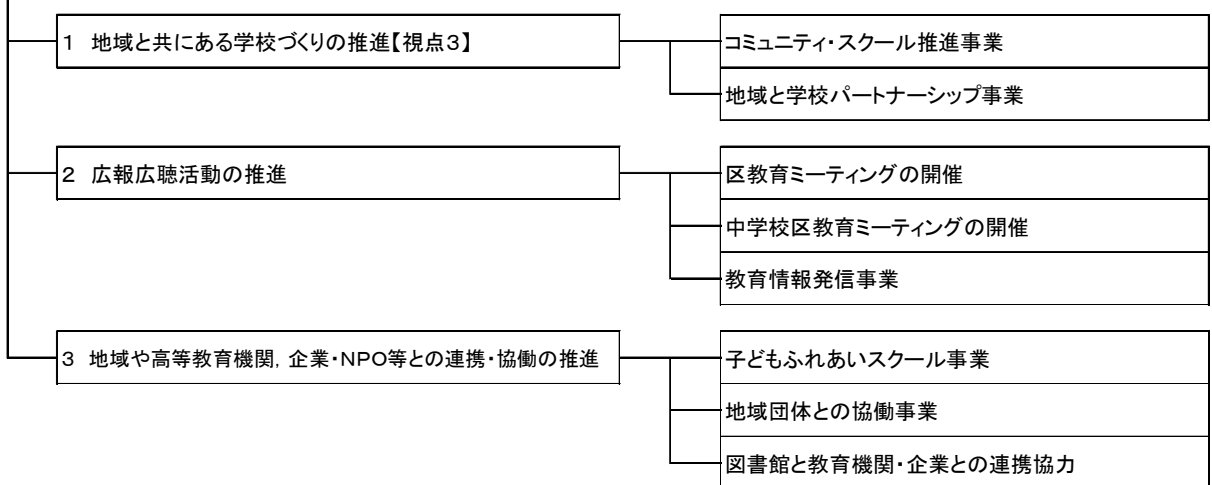 1 地域と共にある学校づくりの推進【視点3】
コミュニティ・スクール推進事業
地域と学校パートナーシップ事業
2 広報広聴活動の推進
区教育ミーティングの開催
中学校区教育ミーティングの開催
教育情報発信事業
3 地域や高等教育機関，企業・NPO等との連携・協働の推進
子どもふれあいスクール事業
地域団体との協働事業
図書館と教育機関・企業との連携協力